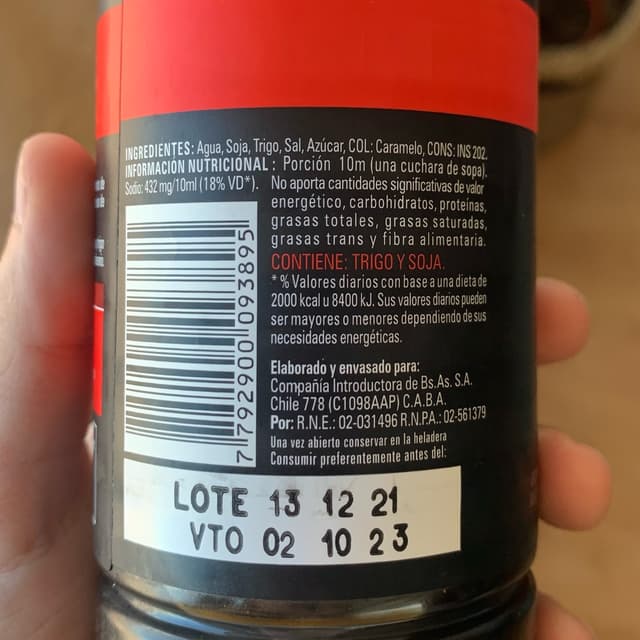 INGREDIENTES: Agua, Soja, Trigo, Sal, Azúcar, COL: Caramelo, CONS: INS 202.
INFORMACIÓN NUTRICIONAL: Porción 10m (una cuchara de sopa).
Sodio: 432 mg/10ml (18% VD*). No aporta cantidades significativas de valor
energético, carbohidratos, proteínas,
grasas totales, grasas saturadas,
grasas trans y fibra alimentaria.
CONTIENE: TRIGO Y SOJA.
* % Valores diarios con base a una dieta de
2000 kcal u 8400 kJ. Sus valores diarios pueden
ser mayores o menores dependiendo de sus
necesidades energéticas.
7 792900 093895
Elaborado y envasado para:
Compañía Introductora de Bs.As. S.A.
Chile 778 (C1098AAP) C.A.B.A.
Por: R.N.E.: 02-031496 R.N.PA.: 02-561379
Una vez abierto conservar en la heladera
Consumir preferentemente antes del:
LOTE 13 12 21
VTO 02 10 23